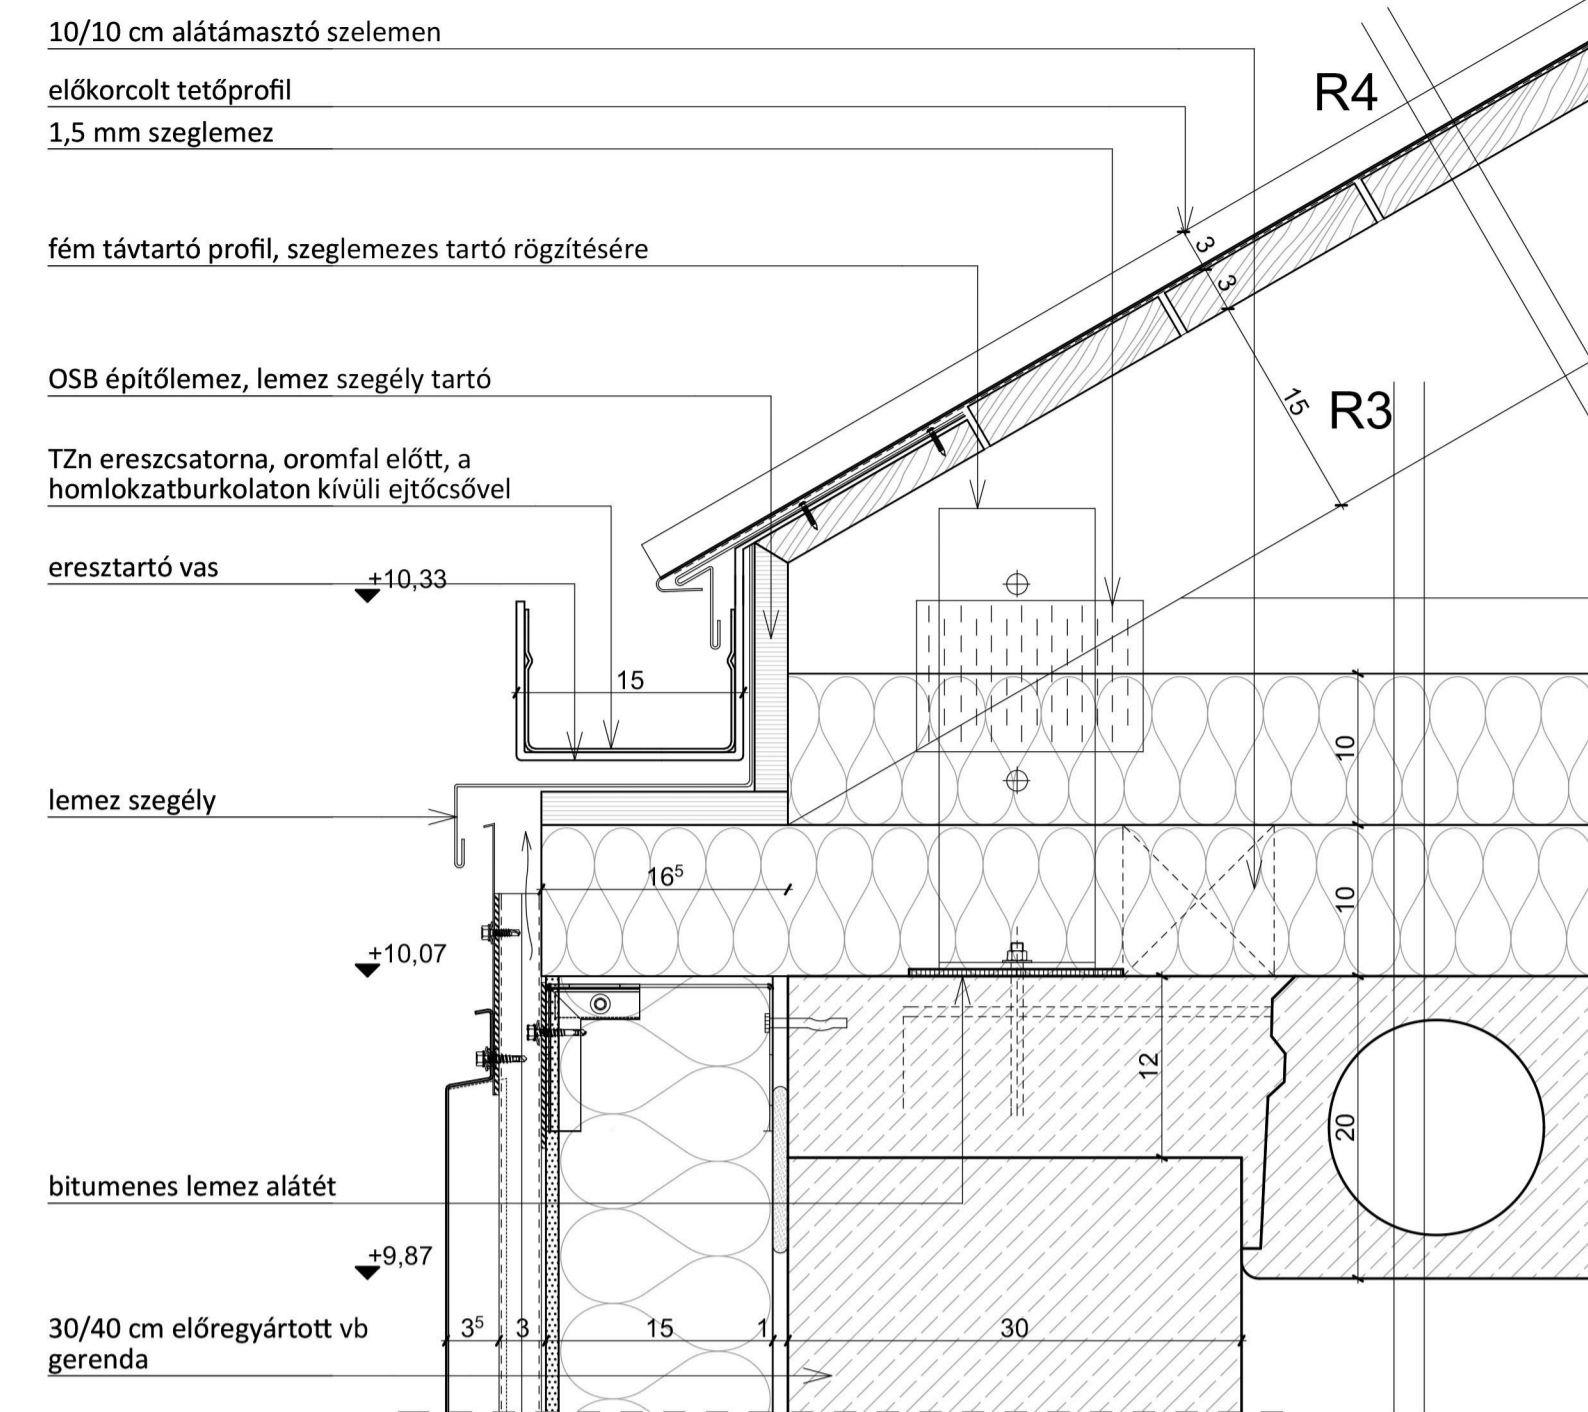 10/10 cm alátámasztó szelemen
előkorcolt tetőprofil
1,5 mm szeglemez
R4
fém távtartó profil, szeglemezes tartó rögzítésére
3
3
OSB építőlemez, lemez szegély tartó
15
R3
TZn ereszcsatorna, oromfal előtt, a
homlokzatburkolaton kívüli ejtőcsővel
eresztartó vas
+10,33
15
10
lemez szegély
16⁵
10
+10,07
12
20
bitumenes lemez alátét
+9,87
30/40 cm előregyártott vb
gerenda
3⁵
3
15
1
30